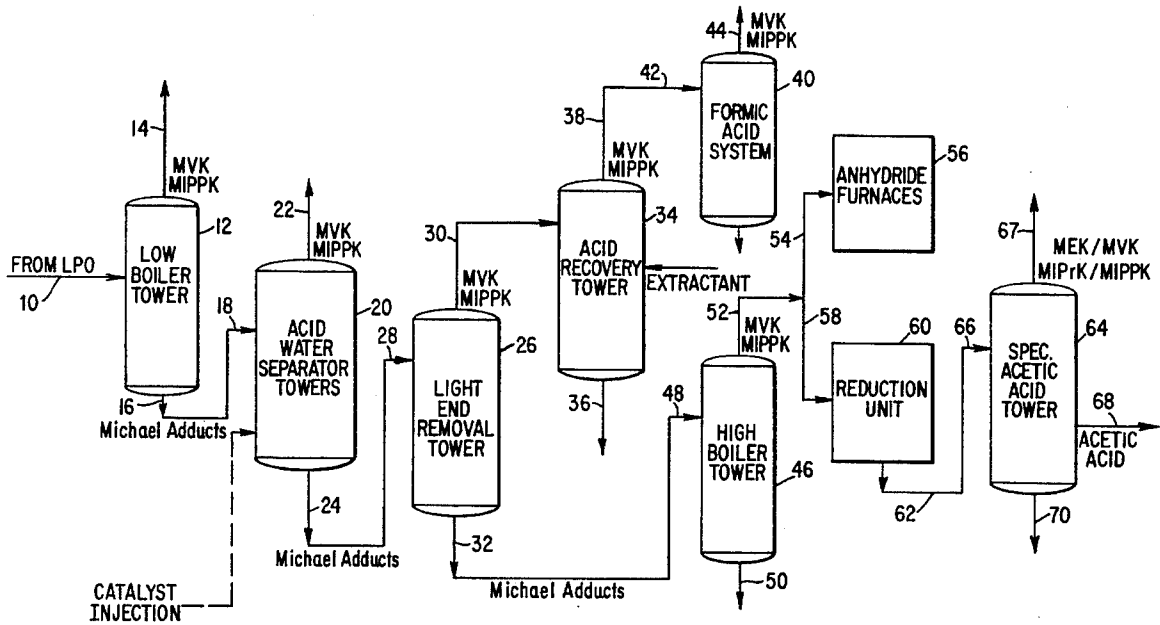 44
MVK
MIPPK
42
40
FORMIC
ACID
SYSTEM
38
14
MVK
MIPPK
MVK
MIPPK
56
ANHYDRIDE
FURNACES
22
12
MVK
MIPPK
30
34
ACID
RECOVERY
TOWER
54
67
MEK/MVK
MIPrK/MIPPK
FROM LPO
10
LOW
BOILER
TOWER
18
20
MVK
MIPPK
EXTRACTANT
52
MVK
MIPPK
58
60
66
64
ACID
WATER
SEPARATOR
TOWERS
28
26
SPEC.
ACETIC
ACID
TOWER
16
Michael Adducts
LIGHT
END
REMOVAL
TOWER
36
48
REDUCTION
UNIT
68
ACETIC
ACID
HIGH
BOILER
TOWER
46
24
62
70
32
Michael Adducts
Michael Adducts
50
CATALYST
INJECTION